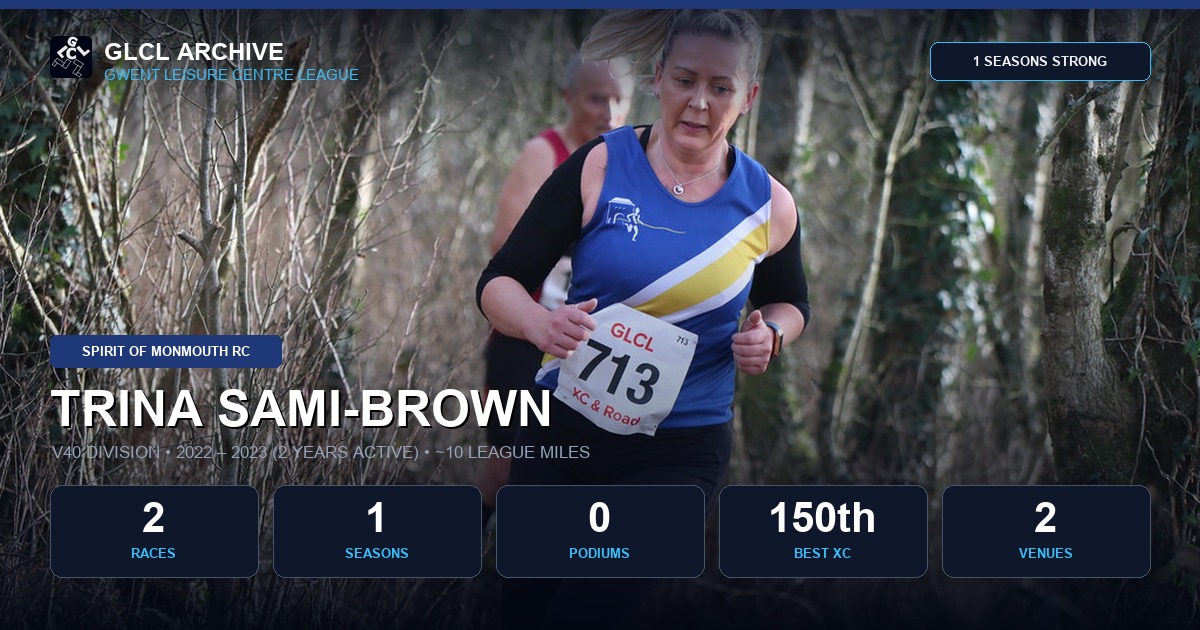 GLCL ARCHIVE
GWENT LEISURE CENTRE LEAGUE
1 SEASONS STRONG
GLCL
713
713
XC & Road
SPIRIT OF MONMOUTH RC
TRINA SAMI-BROWN
V40 DIVISION • 2022 – 2023 (2 YEARS ACTIVE) • ~10 LEAGUE MILES
2
RACES
1
SEASONS
0
PODIUMS
150th
BEST XC
2
VENUES